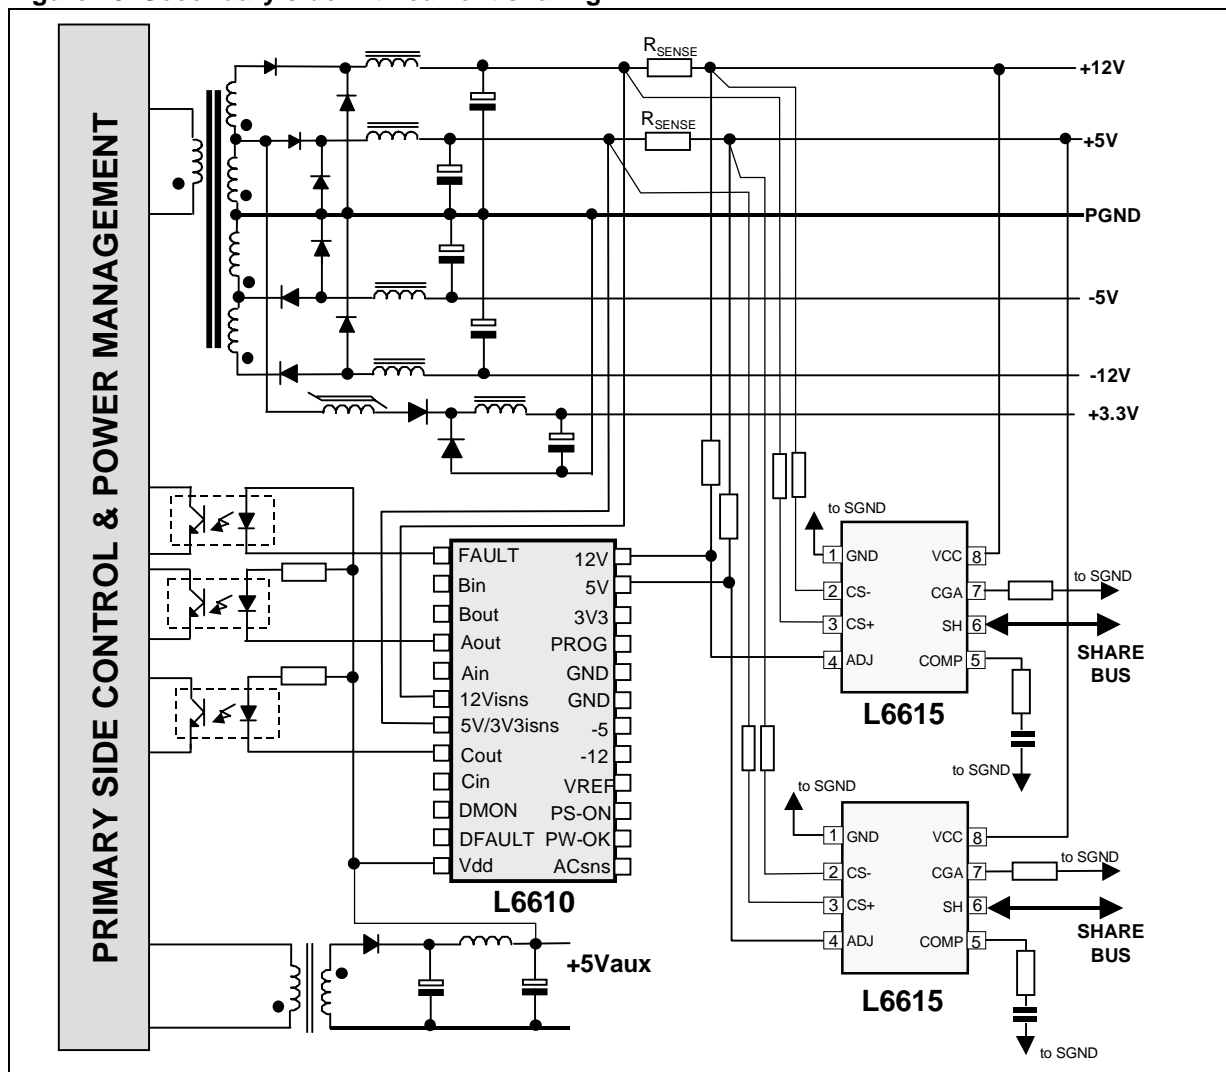 PRIMARY SIDE CONTROL & POWER MANAGEMENT
RSENSE
+12V
RSENSE
+5V
PGND
-5V
-12V
+3.3V
FAULT
Bin
Bout
Aout
Ain
12Visns
5V/3V3isns
Cout
Cin
DMON
DFAULT
Vdd
12V
5V
3V3
PROG
GND
GND
-5
-12
VREF
PS-ON
PW-OK
ACsns
L6610
+5Vaux
to SGND
1 GND
2 CS-
3 CS+
4 ADJ
VCC 8
CGA 7
SH 6
COMP 5
to SGND
SHARE
BUS
L6615
to SGND
to SGND
1 GND
2 CS-
3 CS+
4 ADJ
VCC 8
CGA 7
SH 6
COMP 5
to SGND
SHARE
BUS
L6615
to SGND